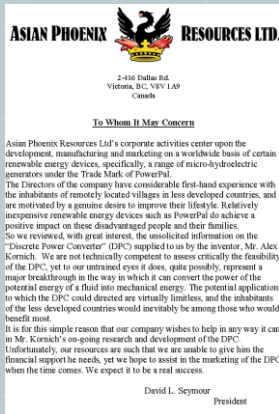 ASIAN PHOENIX RESOURCES LTD.
2-416 Dallas Rd.
Victoria, BC, V8V 1A9
Canada
To Whom It May Concern
Asian Phoenix Resources Ltd's corporate activities center upon the
development, manufacturing and marketing on a worldwide basis of certain
renewable energy devices, specifically, a range of micro-hydroelectric
generators under the Trade Mark of PowerPal.
The Directors of the company have considerable first-hand experience with
the inhabitants of remotely located villages in less developed countries, and
are motivated by a genuine desire to improve their lifestyle. Relatively
inexpensive renewable energy devices such as PowerPal do achieve a
positive impact on these disadvantaged people and their families.
So we reviewed, with great interest, the unsolicited information on the
"Discrete Power Converter" (DPC) supplied to us by the inventor, Mr. Alex
Kornich. We are not technically competent to assess critically the feasibility
of the DPC, yet to our untrained eyes it does, quite possibly, represent a
major breakthrough in the way in which it can convert the power of the
potential energy of a fluid into mechanical energy. The potential applications
to which the DPC could directed are virtually limitless, and the inhabitants
of the less developed countries would inevitably be among those who would
benefit most.
It is for this simple reason that our company wishes to help in any way it can
in Mr. Kornich's on-going research and development of the DPC.
Unfortunately, our resources are such that we are unable to give him the
financial support he needs, yet we hope to assist in the marketing of the DPC
when the time comes. We expect it to be a real success.
David L. Seymour
President